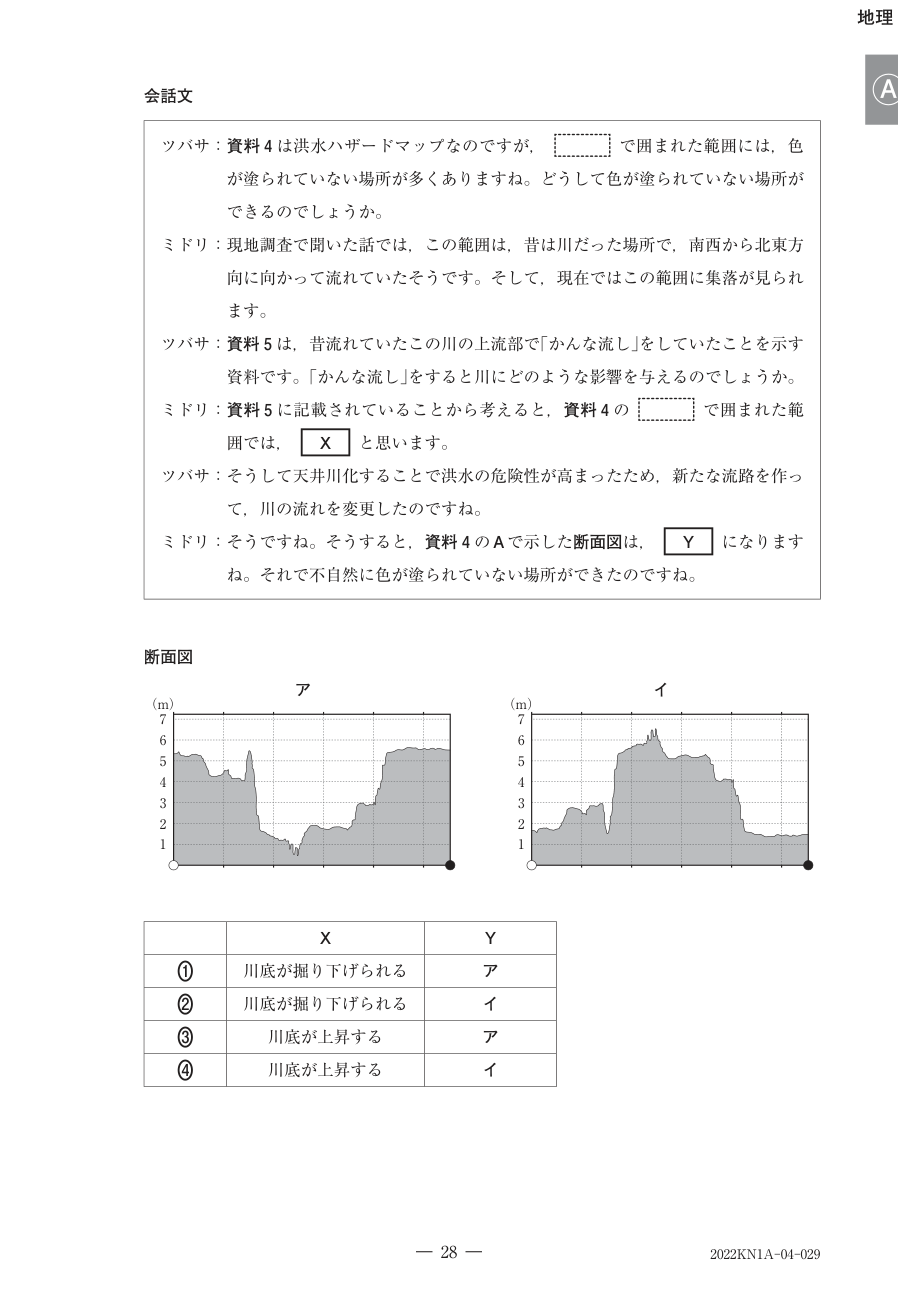 地理
Ⓐ
会話文
ツバサ：資料4は洪水ハザードマップなのですが，　　　で囲まれた範囲には，色
が塗られていない場所が多くありますね。どうして色が塗られていない場所が
できるのでしょうか。
ミドリ：現地調査で聞いた話では，この範囲は，昔は川だった場所で，南西から北東方
向に向かって流れていたそうです。そして，現在ではこの範囲に集落が見られ
ます。
ツバサ：資料5は，昔流れていたこの川の上流部で「かんな流し」をしていたことを示す
資料です。「かんな流し」をすると川にどのような影響を与えるのでしょうか。
ミドリ：資料5に記載されていることから考えると，資料4の　　　で囲まれた範
囲では，　X　と思います。
ツバサ：そうして天井川化することで洪水の危険性が高まったため，新たな流路を作っ
て，川の流れを変更したのですね。
ミドリ：そうですね。そうすると，資料4のAで示した断面図は，　Y　になります
ね。それで不自然に色が塗られていない場所ができたのですね。
断面図
ア
(m)
7
6
5
4
3
2
1
イ
(m)
7
6
5
4
3
2
1
X Y
① 川底が掘り下げられる ア
② 川底が掘り下げられる イ
③ 川底が上昇する ア
④ 川底が上昇する イ
― 28 ―
2022KN1A-04-029